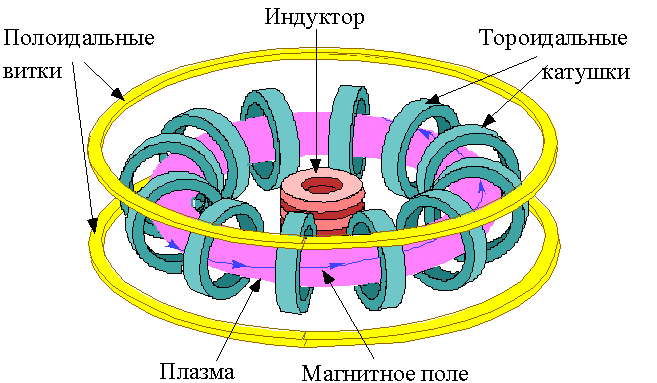 Индуктор
Полоидальные
витки
Тороидальные
катушки
Плазма
Магнитное поле